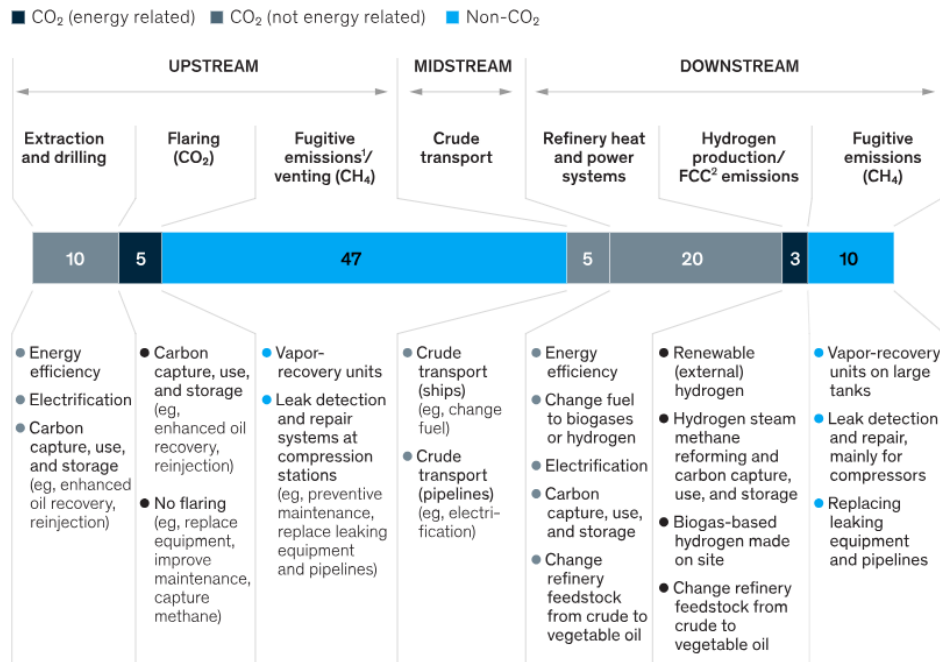 CO₂ (energy related) CO₂ (not energy related) Non-CO₂
UPSTREAM MIDSTREAM DOWNSTREAM
Extraction
and drilling
Flaring
(CO₂)
Fugitive
emissions¹/
venting (CH₄)
Crude
transport
Refinery heat
and power
systems
Hydrogen
production/
FCC² emissions
Fugitive
emissions
(CH₄)
10 5 47 5 20 3 10
Energy
efficiency
Electrification
Carbon
capture, use,
and storage
(eg, enhanced
oil recovery,
reinjection)
Carbon
capture, use,
and storage
(eg,
enhanced oil
recovery,
reinjection)
No flaring
(eg, replace
equipment,
improve
maintenance,
capture
methane)
Vapor-
recovery units
Leak detection
and repair
systems at
compression
stations
(eg, preventive
maintenance,
replace leaking
equipment
and pipelines)
Crude
transport
(ships)
(eg, change
fuel)
Crude
transport
(pipelines)
(eg, electri-
fication)
Energy
efficiency
Change fuel
to biogases
or hydrogen
Electrification
Carbon
capture, use,
and storage
Change
refinery
feedstock
from crude to
vegetable oil
Renewable
(external)
hydrogen
Hydrogen steam
methane
reforming and
carbon capture,
use, and storage
Biogas-based
hydrogen made
on site
Change refinery
feedstock from
crude to
vegetable oil
Vapor-recovery
units on large
tanks
Leak detection
and repair,
mainly for
compressors
Replacing
leaking
equipment
and pipelines